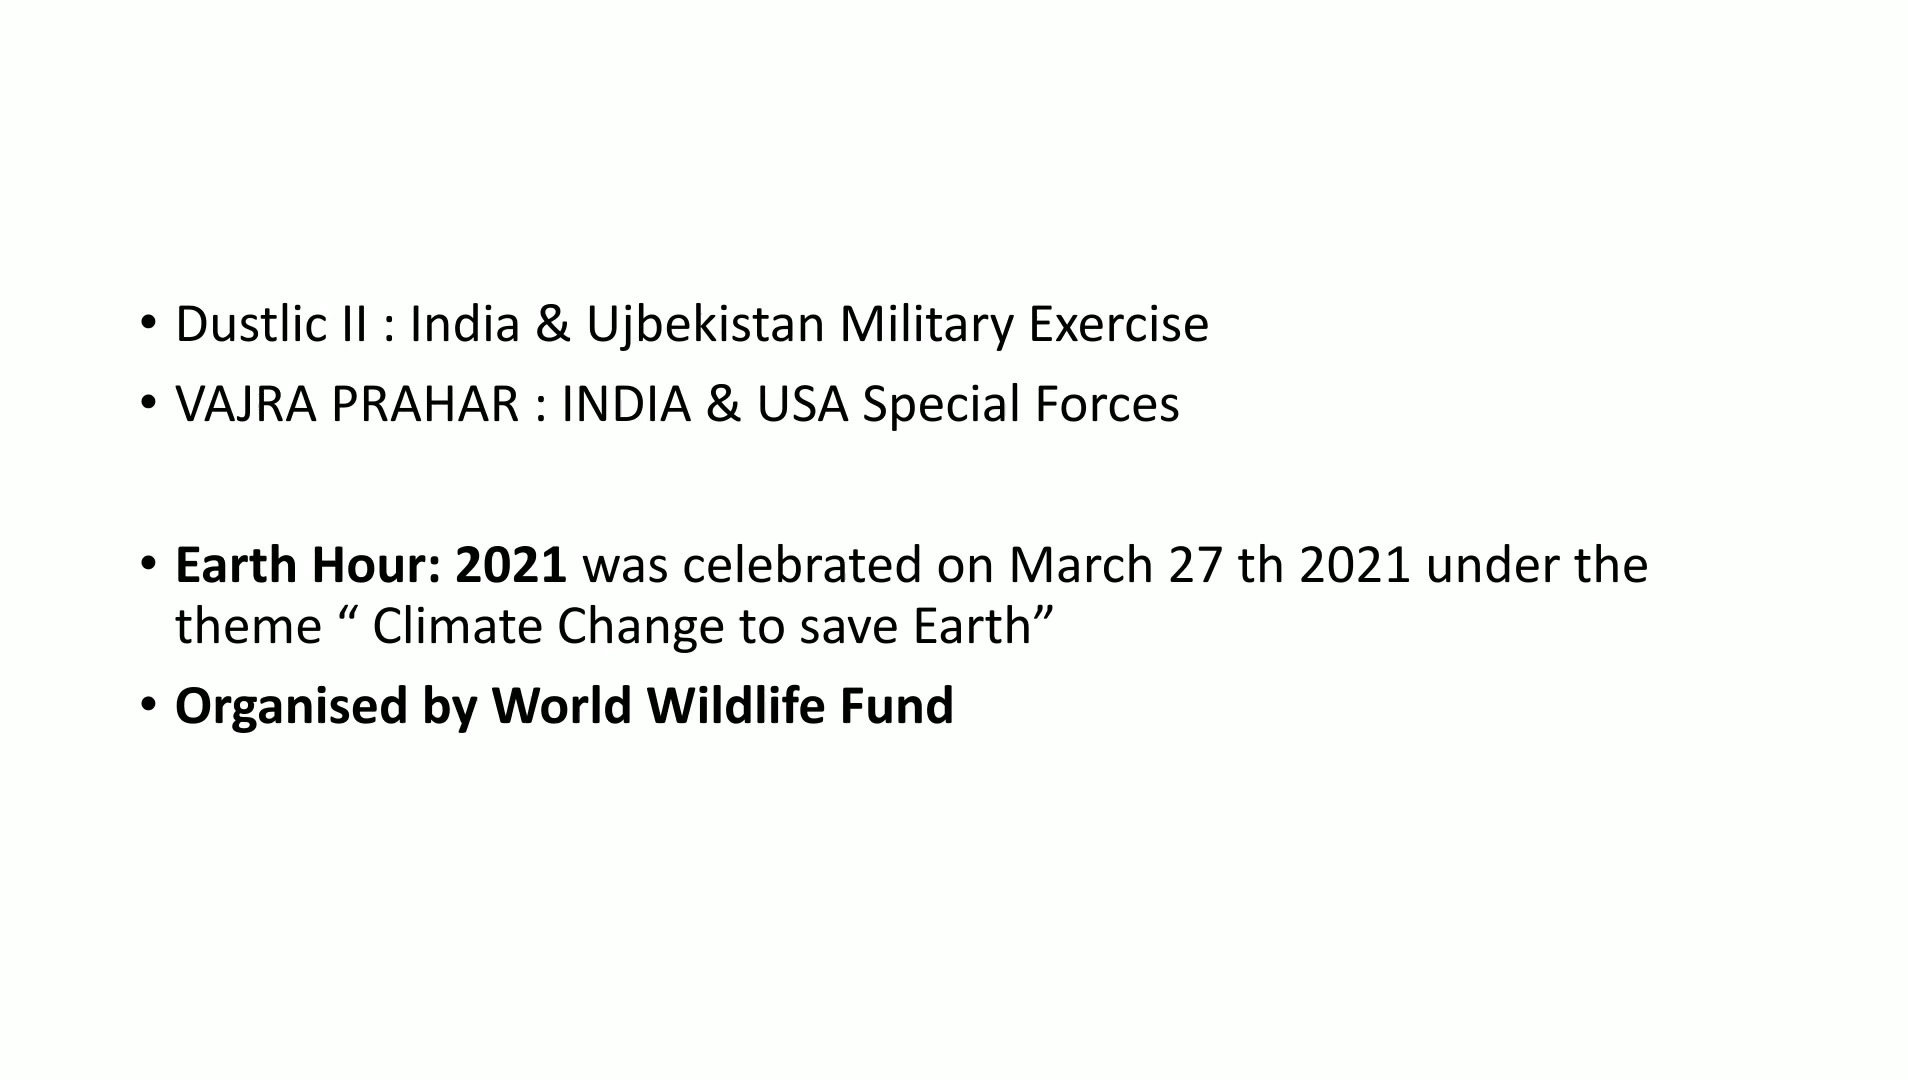 • Dustlic II : India & Ujbekistan Military Exercise
• VAJRA PRAHAR : INDIA & USA Special Forces
• Earth Hour: 2021 was celebrated on March 27 th 2021 under the
theme “ Climate Change to save Earth”
• Organised by World Wildlife Fund